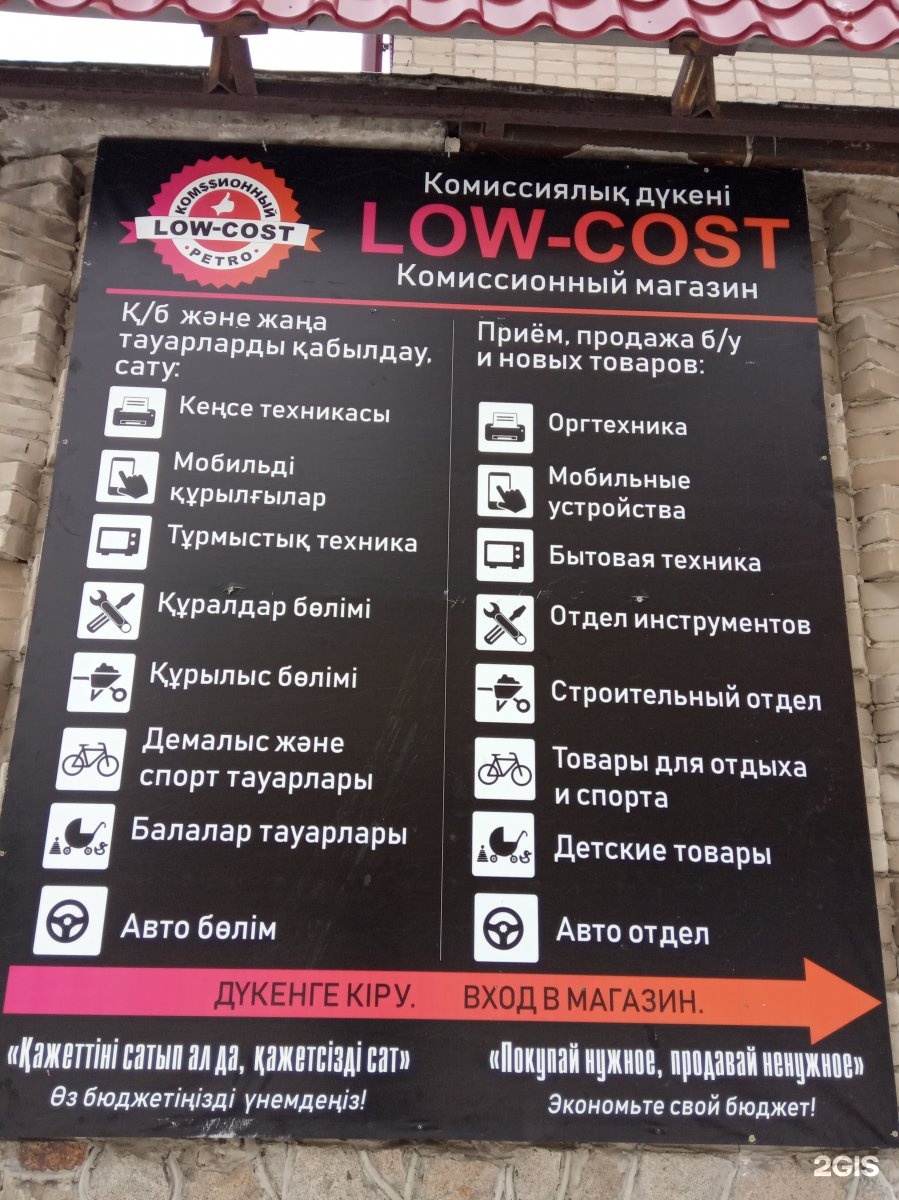 КОМ$$ИОННЫЙ
LOW-COST
PETRO
Комиссиялық дүкені
LOW-COST
Комиссионный магазин
Қ/б және жаңа
тауарларды қабылдау,
сату:
Кеңсе техникасы
Мобильді
құрылғылар
Тұрмыстық техника
Құралдар бөлімі
Құрылыс бөлімі
Демалыс және
спорт тауарлары
Балалар тауарлары
Авто бөлім
Приём, продажа б/у
и новых товаров:
Оргтехника
Мобильные
устройства
Бытовая техника
Отдел инструментов
Строительный отдел
Товары для отдыха
и спорта
Детские товары
Авто отдел
ДҮКЕНГЕ КІРУ. ВХОД В МАГАЗИН.
«Қажеттіні сатып ал да, қажетсізді сат»
Өз бюджетіңізді үнемдеңіз!
«Покупай нужное, продавай ненужное»
Экономьте свой бюджет!
2GIS